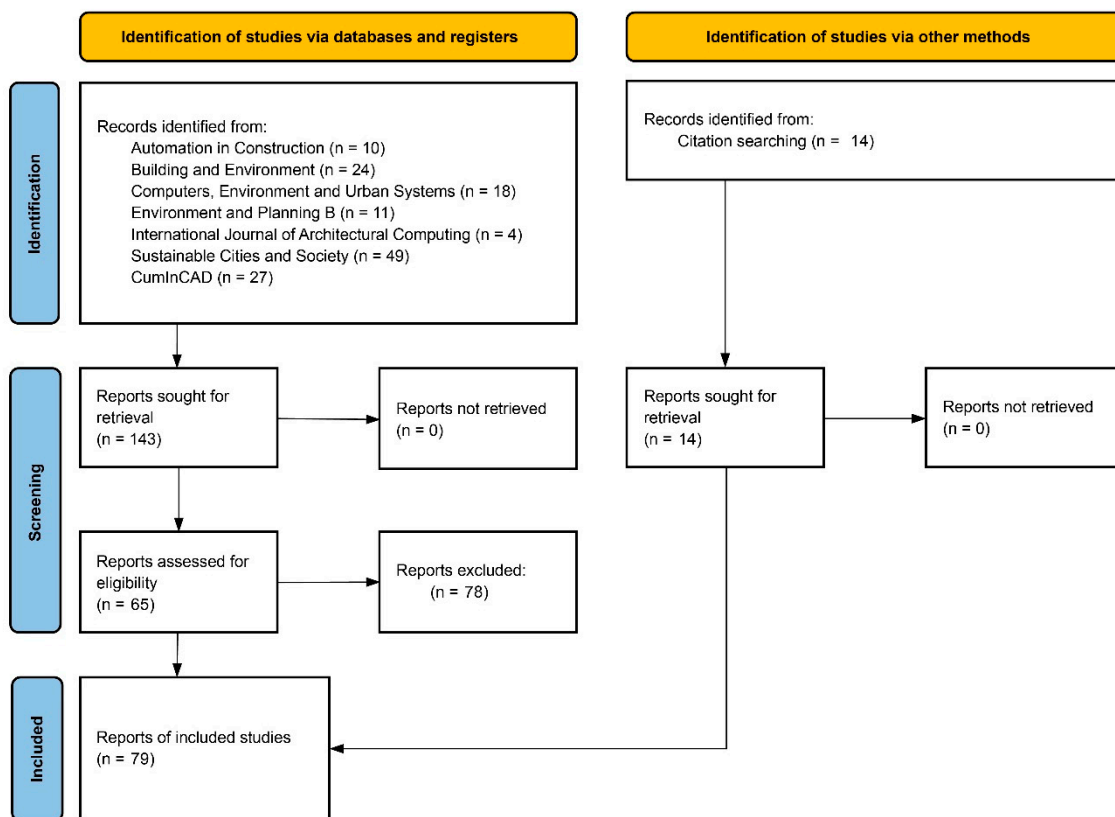 Identification of studies via databases and registers
Identification of studies via other methods
Identification
Records identified from:
Automation in Construction (n = 10)
Building and Environment (n = 24)
Computers, Environment and Urban Systems (n = 18)
Environment and Planning B (n = 11)
International Journal of Architectural Computing (n = 4)
Sustainable Cities and Society (n = 49)
CumInCAD (n = 27)
Records identified from:
Citation searching (n = 14)
Screening
Reports sought for
retrieval
(n = 143)
Reports not retrieved
(n = 0)
Reports sought for
retrieval
(n = 14)
Reports not retrieved
(n = 0)
Reports assessed for
eligibility
(n = 65)
Reports excluded:
(n = 78)
Included
Reports of included studies
(n = 79)